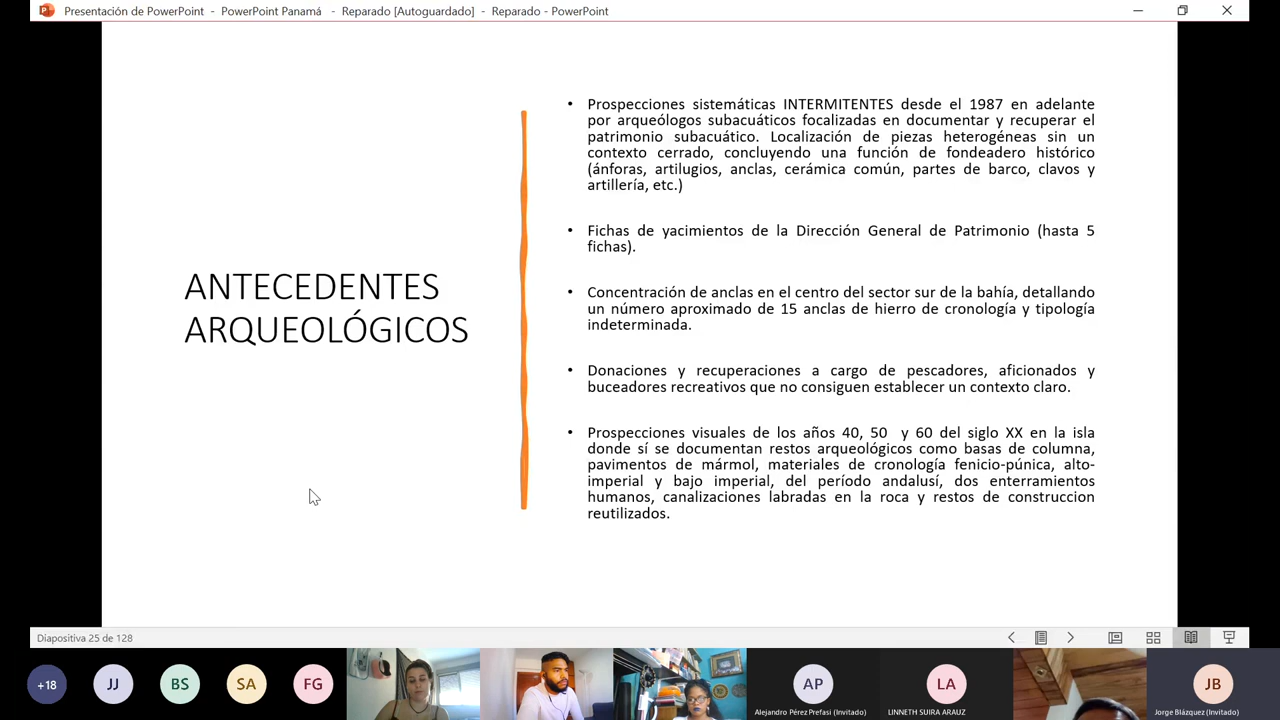 Presentación de PowerPoint - PowerPoint Panamá - Reparado [Autoguardado] - Reparado - PowerPoint
ANTECEDENTES
ARQUEOLÓGICOS
• Prospecciones sistemáticas INTERMITENTES desde el 1987 en adelante
por arqueólogos subacuáticos focalizadas en documentar y recuperar el
patrimonio subacuático. Localización de piezas heterogéneas sin un
contexto cerrado, concluyendo una función de fondeadero histórico
(ánforas, artilugios, anclas, cerámica común, partes de barco, clavos y
artillería, etc.)
• Fichas de yacimientos de la Dirección General de Patrimonio (hasta 5
fichas).
• Concentración de anclas en el centro del sector sur de la bahía, detallando
un número aproximado de 15 anclas de hierro de cronología y tipología
indeterminada.
• Donaciones y recuperaciones a cargo de pescadores, aficionados y
buceadores recreativos que no consiguen establecer un contexto claro.
• Prospecciones visuales de los años 40, 50 y 60 del siglo XX en la isla
donde sí se documentan restos arqueológicos como basas de columna,
pavimentos de mármol, materiales de cronología fenicio-púnica, alto-
imperial y bajo imperial, del período andalusí, dos enterramientos
humanos, canalizaciones labradas en la roca y restos de construccion
reutilizados.
Diapositiva 25 de 128
+18 JJ BS SA FG AP LA JB
Alejandro Pérez Prefasi (Invitado) LINNETH SUIRA ARAUZ Jorge Blázquez (Invitado)